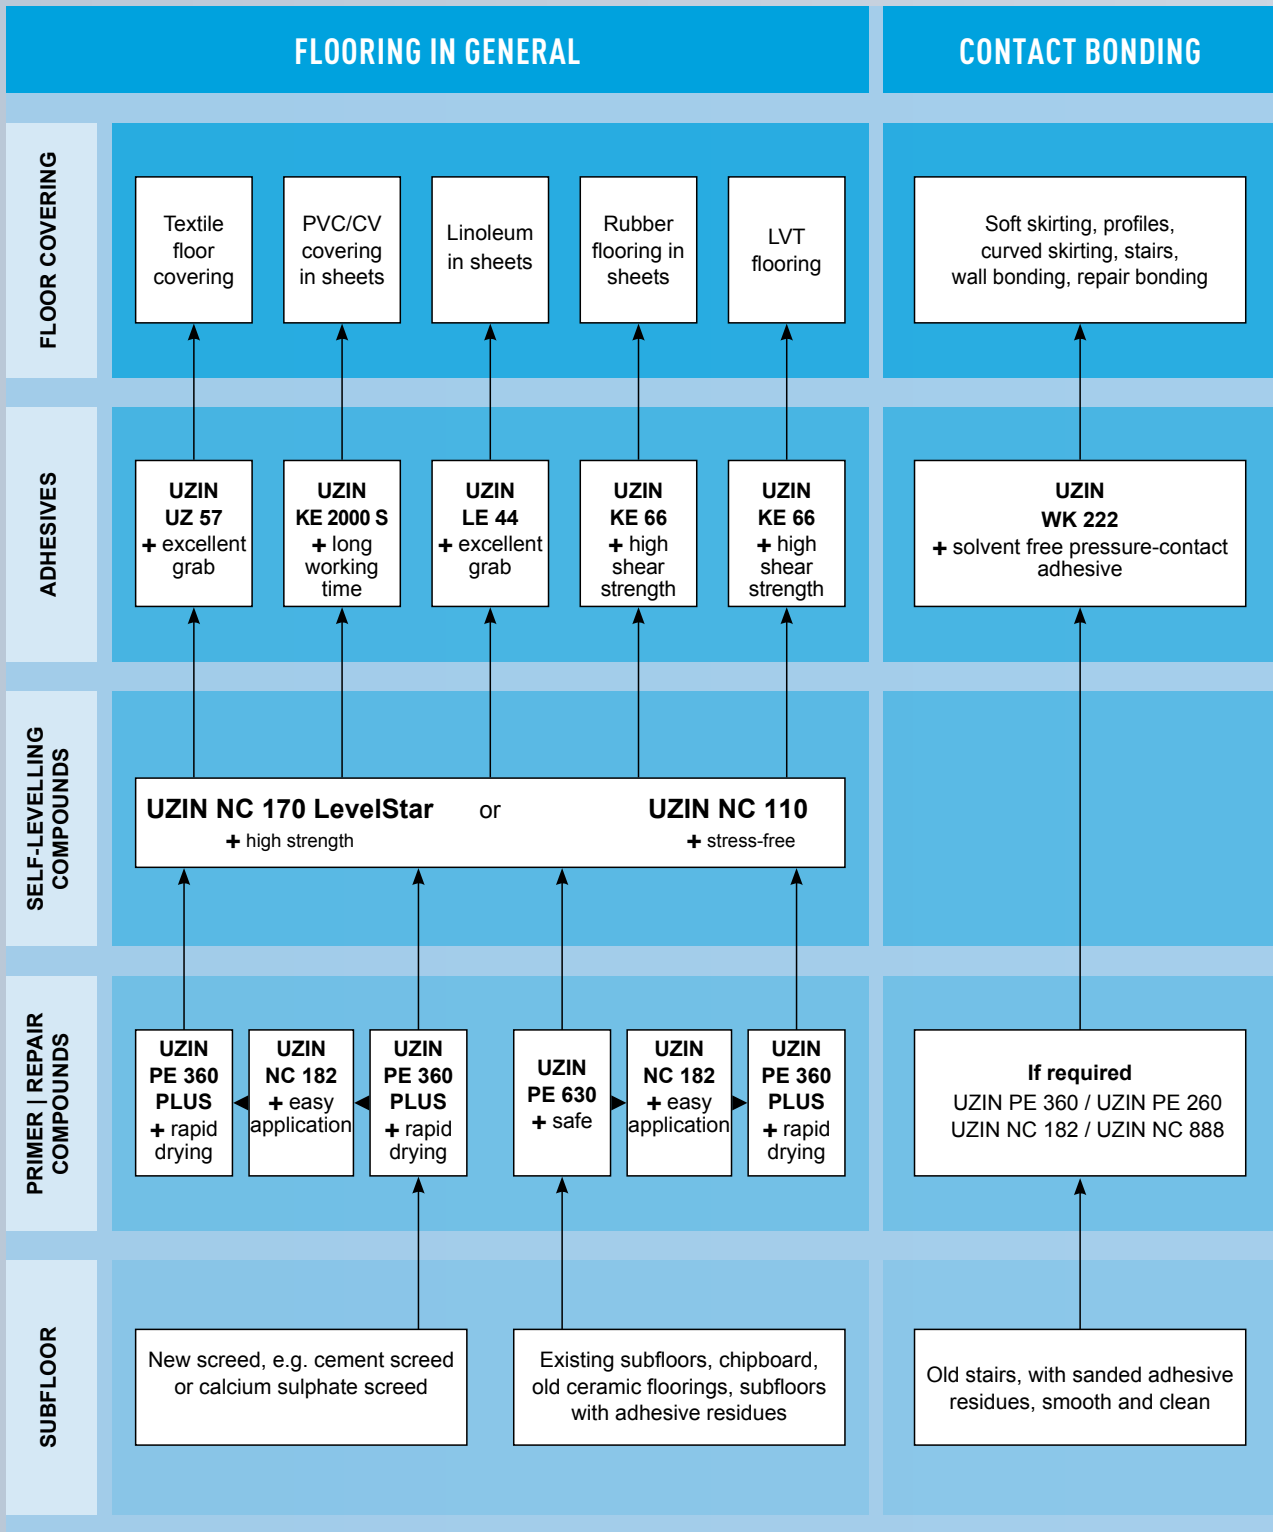 FLOORING IN GENERAL
CONTACT BONDING
FLOOR COVERING
Textile
floor
covering
PVC/CV
covering
in sheets
Linoleum
in sheets
Rubber
flooring in
sheets
LVT
flooring
Soft skirting, profiles,
curved skirting, stairs,
wall bonding, repair bonding
ADHESIVES
UZIN
UZ 57
+ excellent
grab
UZIN
KE 2000 S
+ long
working
time
UZIN
LE 44
+ excellent
grab
UZIN
KE 66
+ high
shear
strength
UZIN
KE 66
+ high
shear
strength
UZIN
WK 222
+ solvent free pressure-contact
adhesive
SELF-LEVELLING
COMPOUNDS
UZIN NC 170 LevelStar or UZIN NC 110
+ high strength + stress-free
PRIMER | REPAIR
COMPOUNDS
UZIN
PE 360
PLUS
+ rapid
drying
UZIN
NC 182
+ easy
application
UZIN
PE 360
PLUS
+ rapid
drying
UZIN
PE 630
+ safe
UZIN
NC 182
+ easy
application
UZIN
PE 360
PLUS
+ rapid
drying
If required
UZIN PE 360 / UZIN PE 260
UZIN NC 182 / UZIN NC 888
SUBFLOOR
New screed, e.g. cement screed
or calcium sulphate screed
Existing subfloors, chipboard,
old ceramic floorings, subfloors
with adhesive residues
Old stairs, with sanded adhesive
residues, smooth and clean